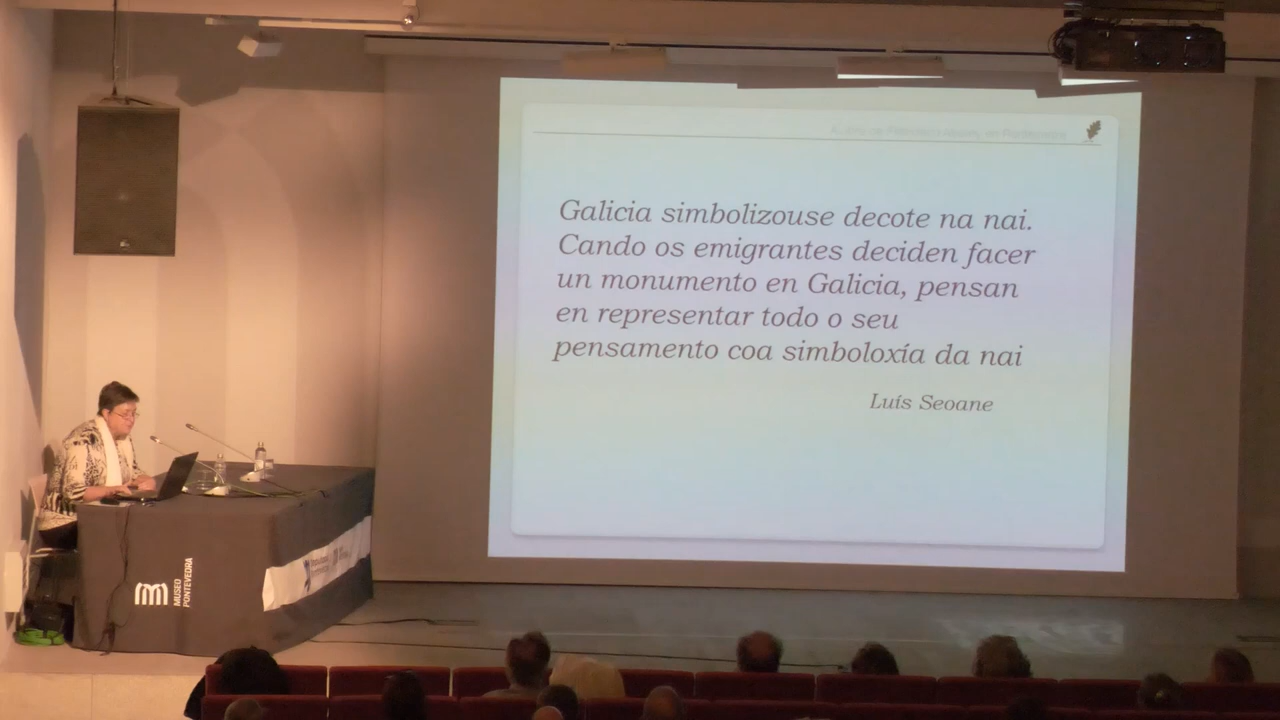 Galicia simbolizouse decote na nai.
Cando os emigrantes deciden facer
un monumento en Galicia, pensan
en representar todo o seu
pensamento coa simboloxía da nai
Luís Seoane
MUSEO
PONTEVEDRA